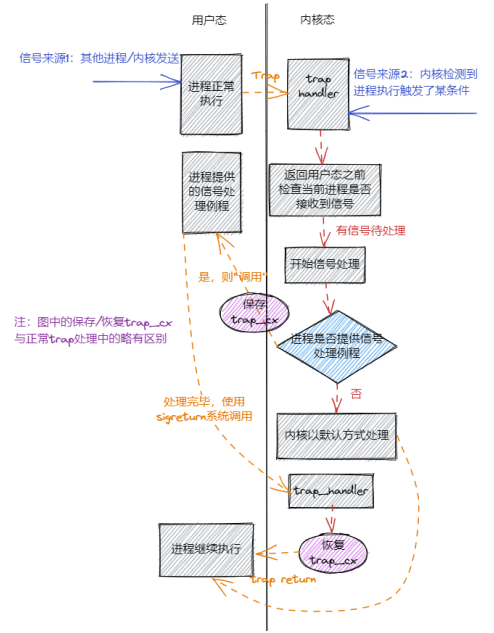 用户态
内核态
信号来源1：其他进程/内核发送
进程正常
执行
Trap
trap
handler
信号来源2：内核检测到
进程执行触发了某条件
进程提供
的信号处
理例程
返回用户态之前
检查当前进程是否
接收到信号
有信号待处理
开始信号处理
是，则“调用”
保存
trap_cx
注：图中的保存/恢复trap_cx
与正常trap处理中的略有区别
进程是否提供信号
处理例程
否
处理完毕，使用
sigreturn系统调用
内核以默认方式处理
trap_handler
恢复
trap_cx
进程继续执行
trap return